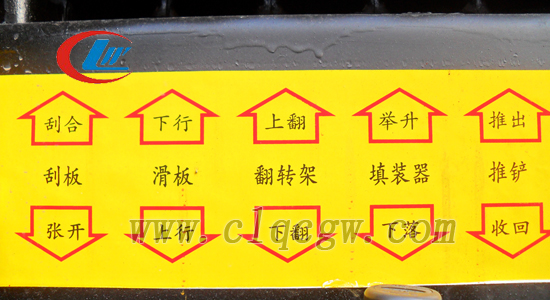 刮合 下行 上翻 举升 推出
刮板 滑板 翻转架 填装器 推铲
张开 上行 下翻 下落 收回
www.clqcgw.com